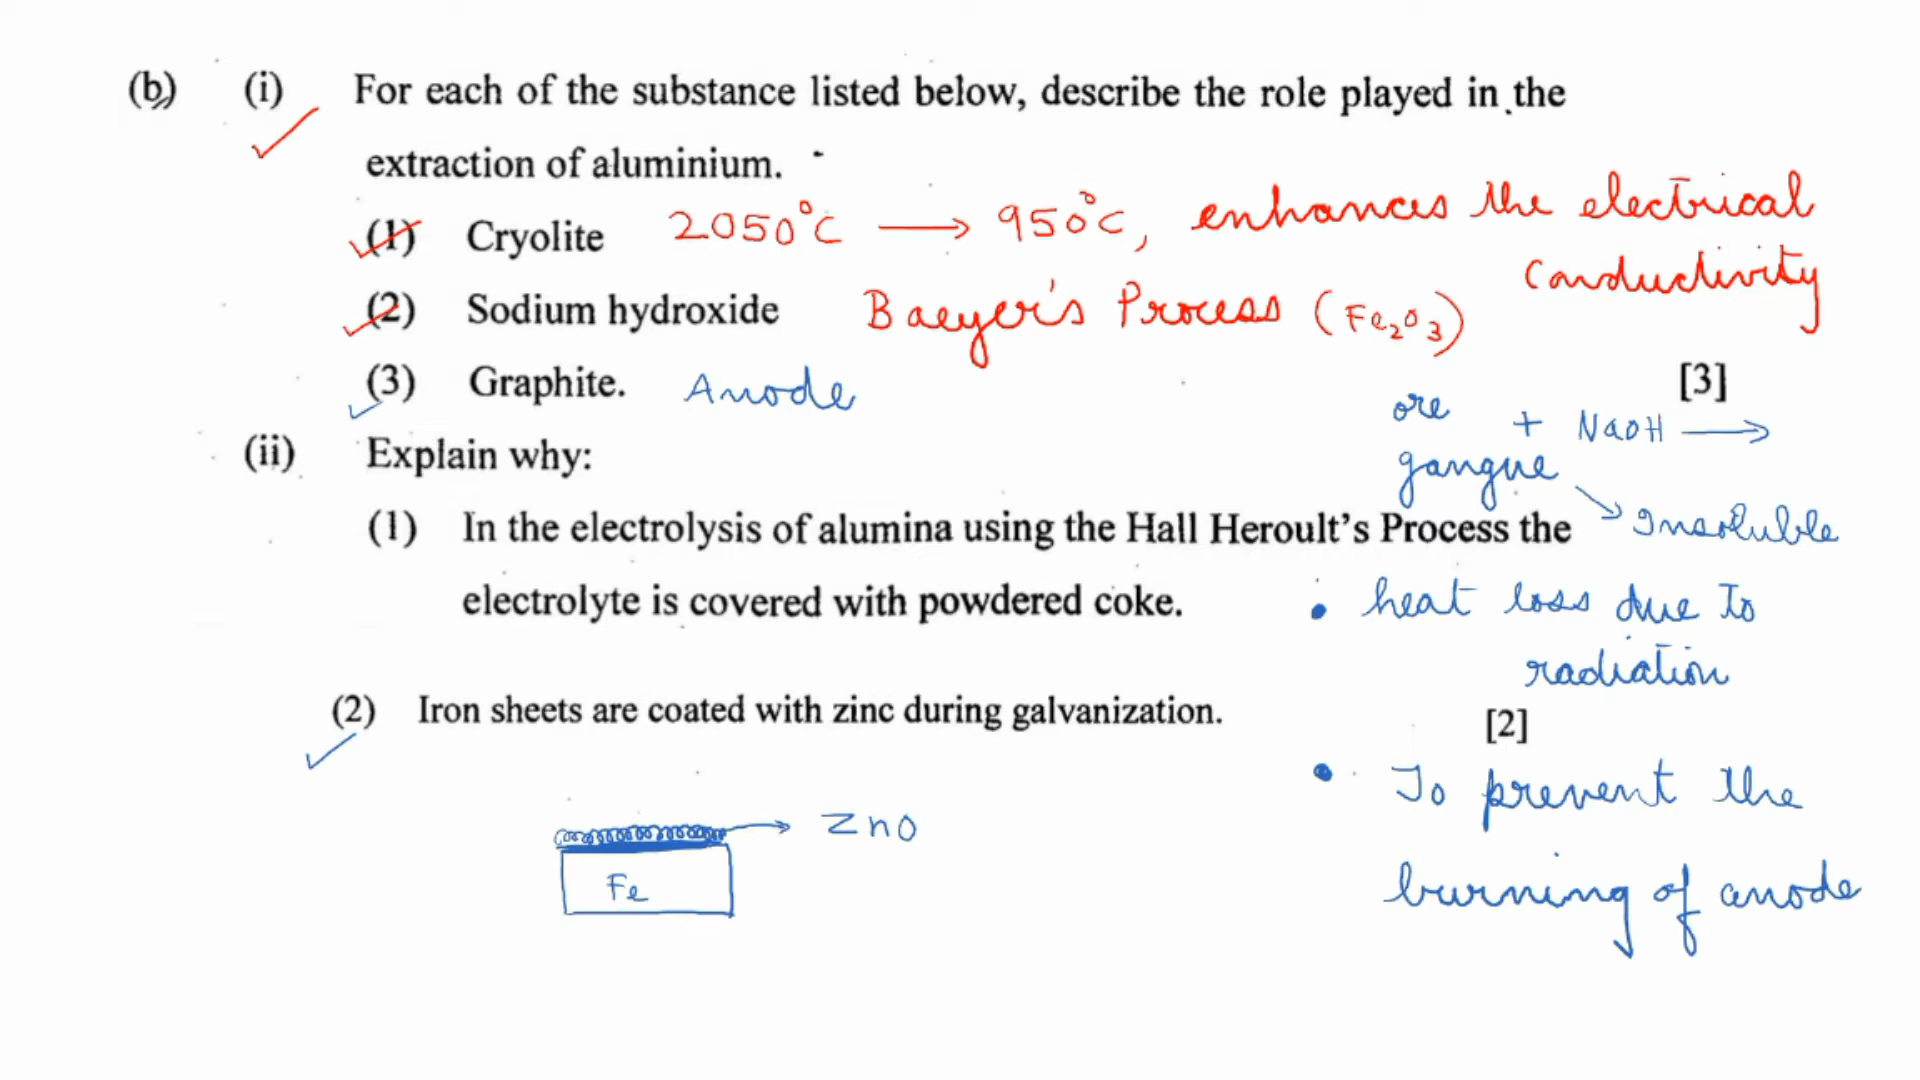 (b) (i) For each of the substance listed below, describe the role played in the
extraction of aluminium.
(1) Cryolite 2050°C → 950°C, enhances the electrical
conductivity
(2) Sodium hydroxide Baeyer's Process (Fe₂O₃)
(3) Graphite. Anode [3]
ore
gangue + NaOH →
Insoluble
(ii) Explain why:
(1) In the electrolysis of alumina using the Hall Heroult's Process the
electrolyte is covered with powdered coke.
• heat loss due to
radiation
(2) Iron sheets are coated with zinc during galvanization. [2]
• To prevent the
burning of anode
ZnO
Fe